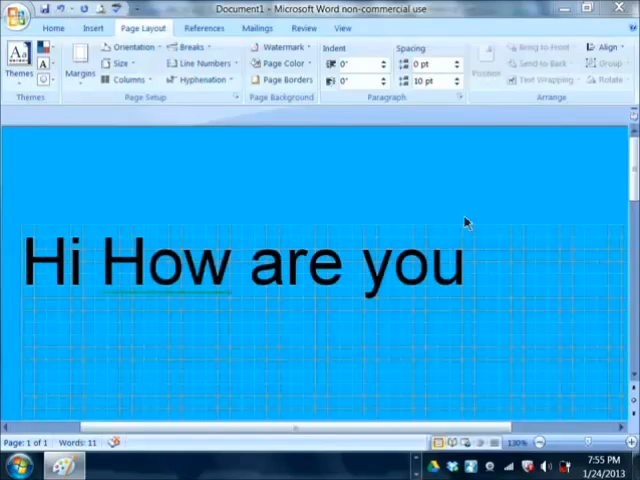 Document1 - Microsoft Word non-commercial use
Home Insert Page Layout References Mailings Review View
Themes
Margins
Orientation
Size
Columns
Breaks
Line Numbers
Hyphenation
Watermark
Page Color
Page Borders
Indent
0"
0"
Spacing
0 pt
10 pt
Position
Bring to Front
Send to Back
Text Wrapping
Align
Group
Rotate
Themes Page Setup Page Background Paragraph Arrange
Hi How are you
Page: 1 of 1 Words: 11 130%
7:55 PM
1/24/2013